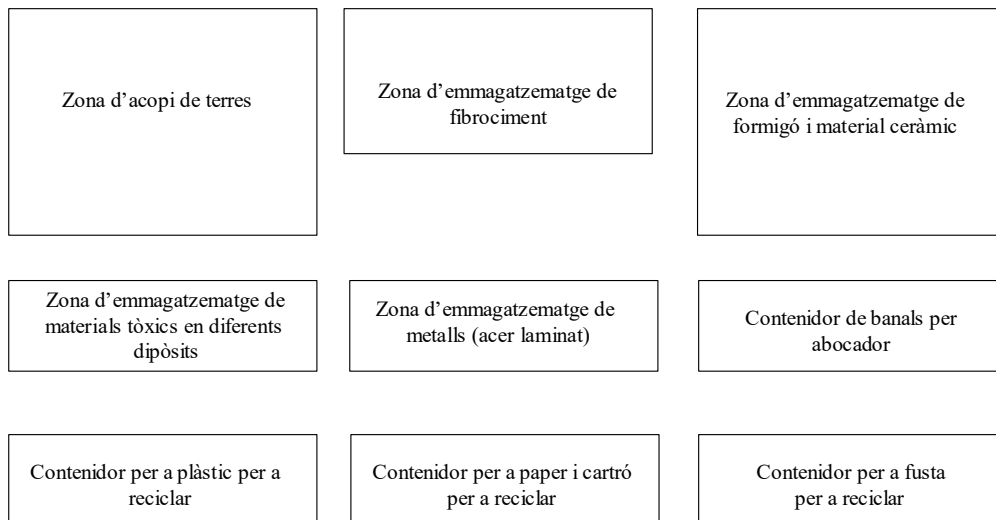 Zona d’acopi de terres
Zona d’emmagatzematge de
fibrociment
Zona d’emmagatzematge de
formigó i material ceràmic
Zona d’emmagatzematge de
materials tòxics en diferents
dipòsits
Zona d’emmagatzematge de
metalls (acer laminat)
Contenidor de banals per
abocador
Contenidor per a plàstic per a
reciclar
Contenidor per a paper i cartró
per a reciclar
Contenidor per a fusta
per a reciclar